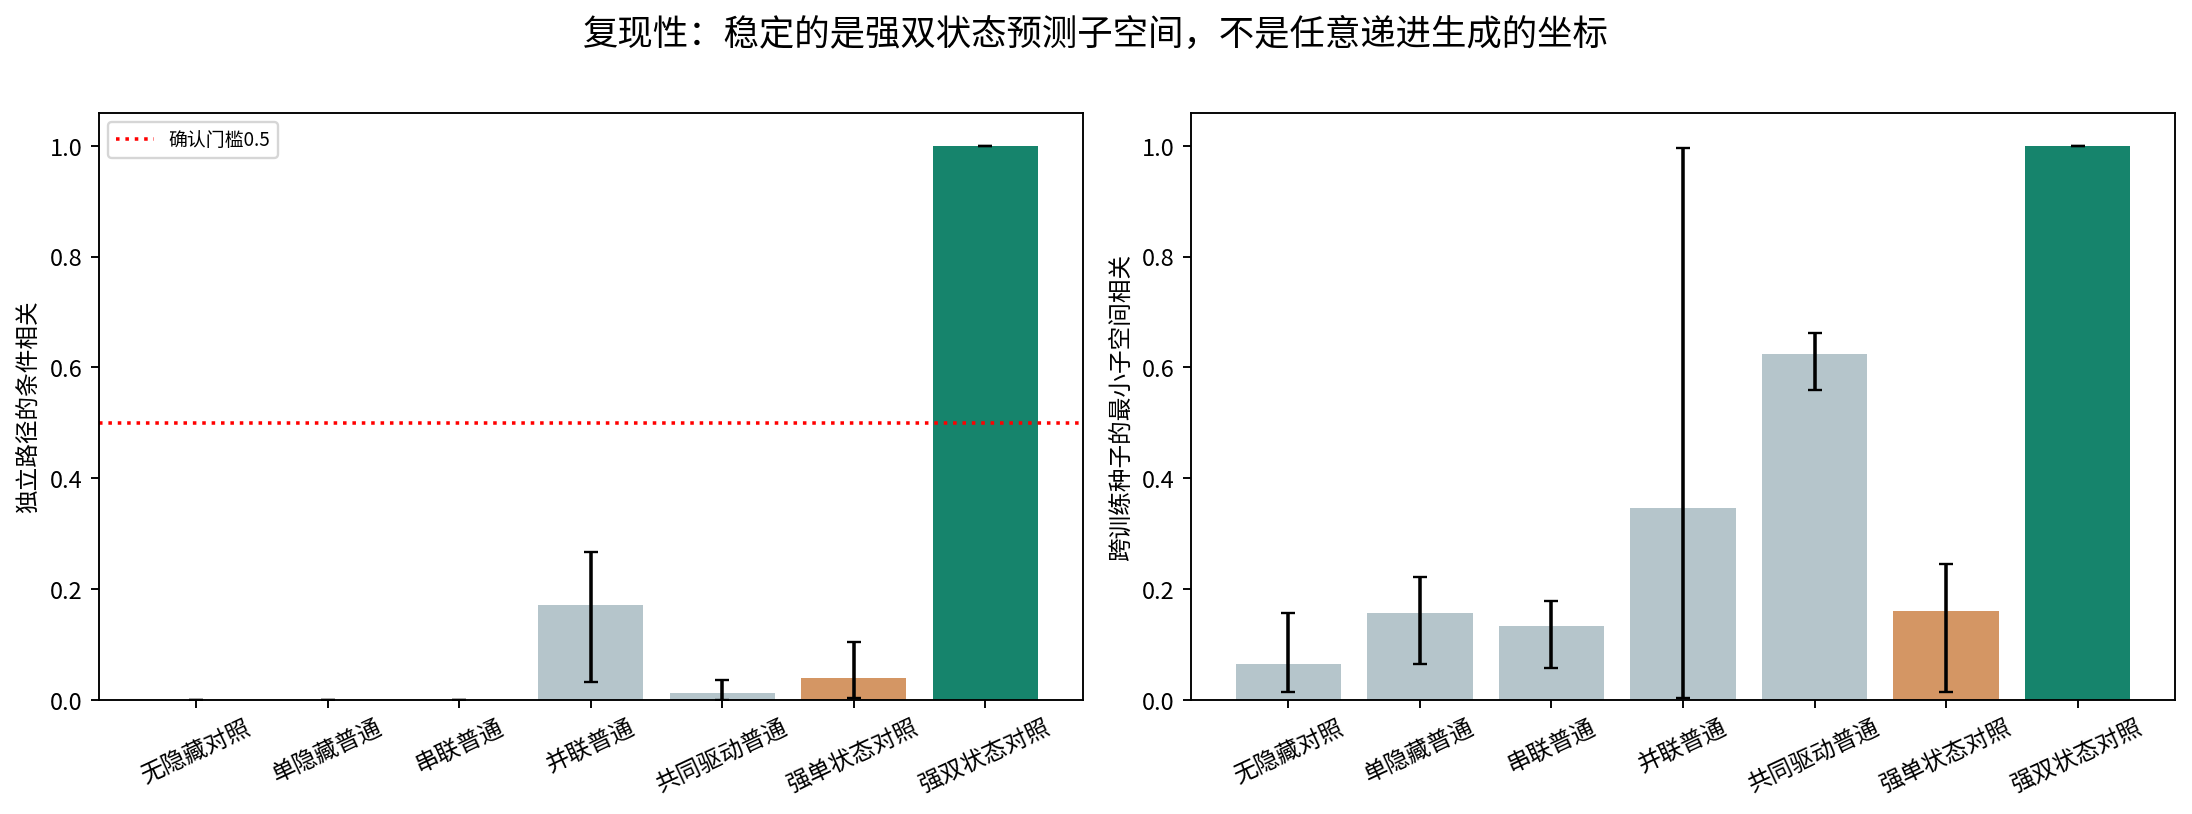 复现性：稳定的是强双状态预测子空间，不是任意递进生成的坐标
确认门槛0.5
独立路径的条件相关
1.0
0.8
0.6
0.4
0.2
0.0
无隐藏对照
单隐藏普通
串联普通
并联普通
共同驱动普通
强单状态对照
强双状态对照
跨训练种子的最小子空间相关
1.0
0.8
0.6
0.4
0.2
0.0
无隐藏对照
单隐藏普通
串联普通
并联普通
共同驱动普通
强单状态对照
强双状态对照